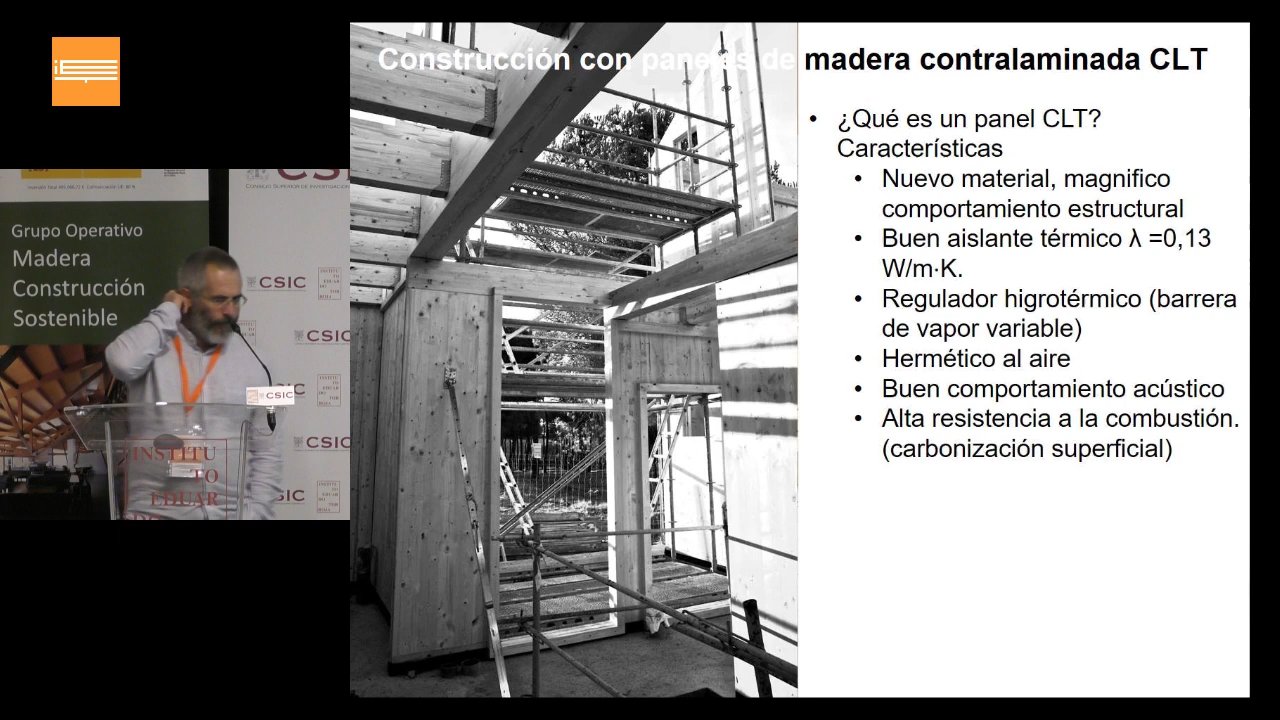 Construcción con paneles de madera contralaminada CLT
• ¿Qué es un panel CLT?
Características
• Nuevo material, magnifico
comportamiento estructural
• Buen aislante térmico λ =0,13
W/m·K.
• Regulador higrotérmico (barrera
de vapor variable)
• Hermético al aire
• Buen comportamiento acústico
• Alta resistencia a la combustión.
(carbonización superficial)
Grupo Operativo
Madera
Construcción
Sostenible
CSIC
CSIC
CSIC
CSIC
INSTITU
TO
EDUAR